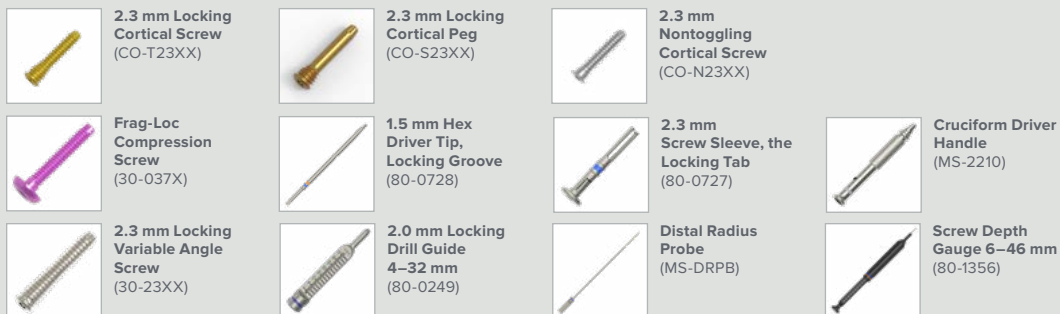 2.3 mm Locking
Cortical Screw
(CO-T23XX)
2.3 mm Locking
Cortical Peg
(CO-S23XX)
2.3 mm
Nontoggling
Cortical Screw
(CO-N23XX)
Frag-Loc
Compression
Screw
(30-037X)
1.5 mm Hex
Driver Tip,
Locking Groove
(80-0728)
2.3 mm
Screw Sleeve, the
Locking Tab
(80-0727)
Cruciform Driver
Handle
(MS-2210)
2.3 mm Locking
Variable Angle
Screw
(30-23XX)
2.0 mm Locking
Drill Guide
4–32 mm
(80-0249)
Distal Radius
Probe
(MS-DRPB)
Screw Depth
Gauge 6–46 mm
(80-1356)